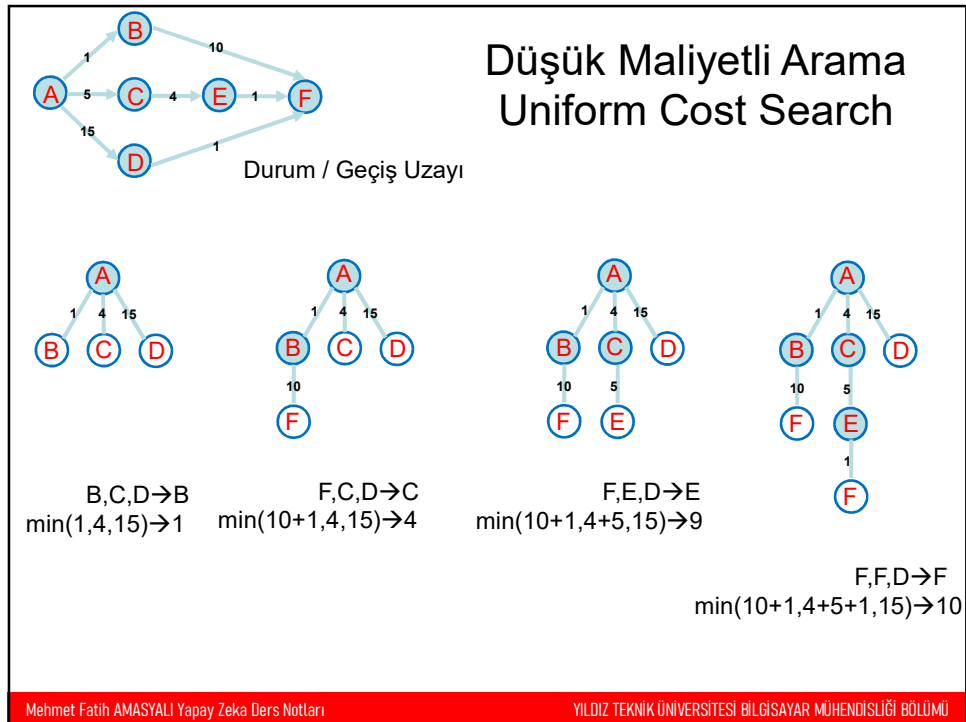 Düşük Maliyetli Arama
Uniform Cost Search
B
1
10
A
5
C
4
E
1
F
15
1
D
Durum / Geçiş Uzayı
A
1
4
15
B
C
D
B,C,D→B
min(1,4,15)→1
A
1
4
15
B
C
D
10
F
F,C,D→C
min(10+1,4,15)→4
A
1
4
15
B
C
D
10
5
F
E
F,E,D→E
min(10+1,4+5,15)→9
A
1
4
15
B
C
D
10
5
F
E
1
F
F,F,D→F
min(10+1,4+5+1,15)→10
Mehmet Fatih AMASYALI Yapay Zeka Ders Notları
YILDIZ TEKNİK ÜNİVERSİTESİ BİLGİSAYAR MÜHENDİSLİĞİ BÖLÜMÜ